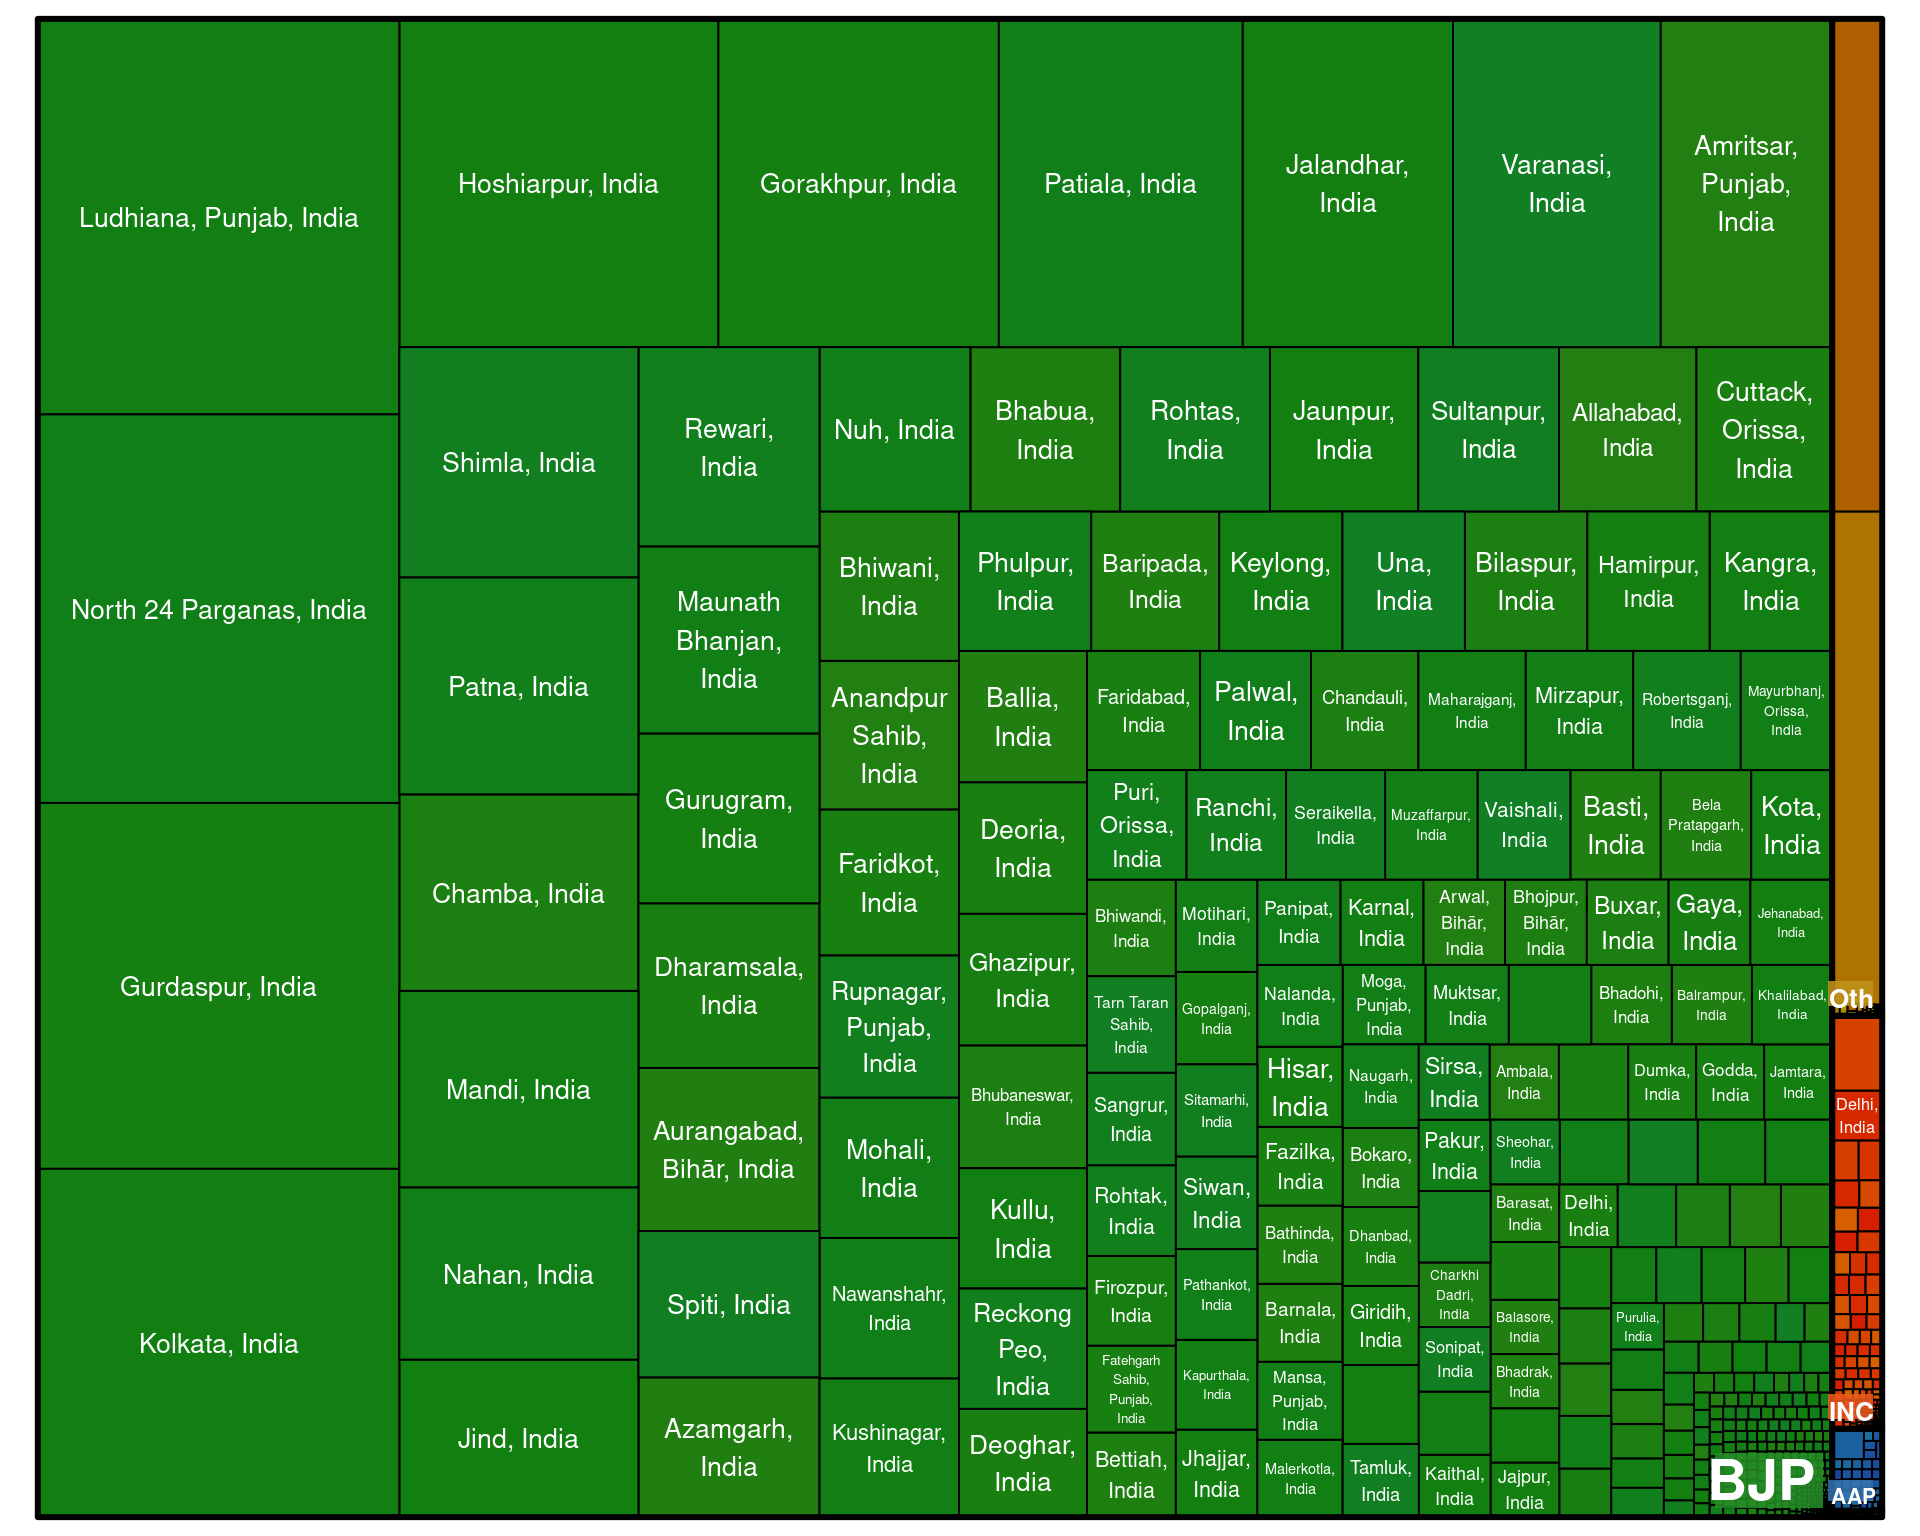 Ludhiana, Punjab, India
North 24 Parganas, India
Gurdaspur, India
Kolkata, India
Hoshiarpur, India
Gorakhpur, India
Patiala, India
Jalandhar,
India
Varanasi,
India
Amritsar,
Punjab,
India
Shimla, India
Patna, India
Chamba, India
Mandi, India
Nahan, India
Jind, India
Rewari,
India
Maunath
Bhanjan,
India
Gurugram,
India
Dharamsala,
India
Aurangabad,
Bihār, India
Spiti, India
Azamgarh,
India
Nuh, India
Bhabua,
India
Rohtas,
India
Jaunpur,
India
Sultanpur,
India
Allahabad,
India
Cuttack,
Orissa,
India
Bhiwani,
India
Anandpur
Sahib,
India
Faridkot,
India
Rupnagar,
Punjab,
India
Mohali,
India
Nawanshahr,
India
Kushinagar,
India
Phulpur,
India
Baripada,
India
Keylong,
India
Una,
India
Bilaspur,
India
Hamirpur,
India
Kangra,
India
Ballia,
India
Deoria,
India
Ghazipur,
India
Bhubaneswar,
India
Kullu,
India
Reckong
Peo,
India
Deoghar,
India
Faridabad,
India
Palwal,
India
Chandauli,
India
Maharajganj,
India
Mirzapur,
India
Robertsganj,
India
Mayurbhanj,
Orissa,
India
Puri,
Orissa,
India
Ranchi,
India
Seraikella,
India
Muzaffarpur,
India
Vaishali,
India
Basti,
India
Bela
Pratapgarh,
India
Kota,
India
Bhiwandi,
India
Tarn Taran
Sahib,
India
Sangrur,
India
Rohtak,
India
Firozpur,
India
Fatehgarh
Sahib,
Punjab,
India
Bettiah,
India
Motihari,
India
Gopalganj,
India
Sitamarhi,
India
Siwan,
India
Pathankot,
India
Kapurthala,
India
Jhajjar,
India
Panipat,
India
Karnal,
India
Arwal,
Bihār,
India
Bhojpur,
Bihār,
India
Buxar,
India
Gaya,
India
Jehanabad,
India
Nalanda,
India
Moga,
Punjab,
India
Muktsar,
India
Bhadohi,
India
Balrampur,
India
Khalilabad,
India
Hisar,
India
Fazilka,
India
Bathinda,
India
Barnala,
India
Mansa,
Punjab,
India
Malerkotla,
India
Naugarh,
India
Bokaro,
India
Dhanbad,
India
Giridih,
India
Tamluk,
India
Sirsa,
India
Ambala,
India
Dumka,
India
Godda,
India
Jamtara,
India
Pakur,
India
Sheohar,
India
Charkhi
Dadri,
India
Sonipat,
India
Kaithal,
India
Barasat,
India
Delhi,
India
Balasore,
India
Bhadrak,
India
Jajpur,
India
Purulia,
India
BJP
Oth
Delhi,
India
INC
AAP